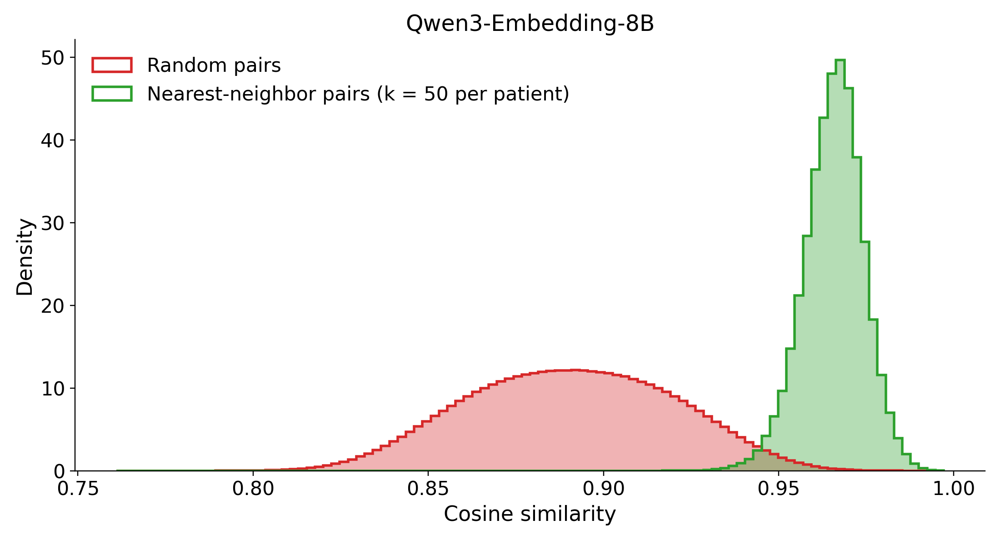 Qwen3-Embedding-8B
Random pairs
Nearest-neighbor pairs (k = 50 per patient)
Density
50
40
30
20
10
0
0.75 0.80 0.85 0.90 0.95 1.00
Cosine similarity